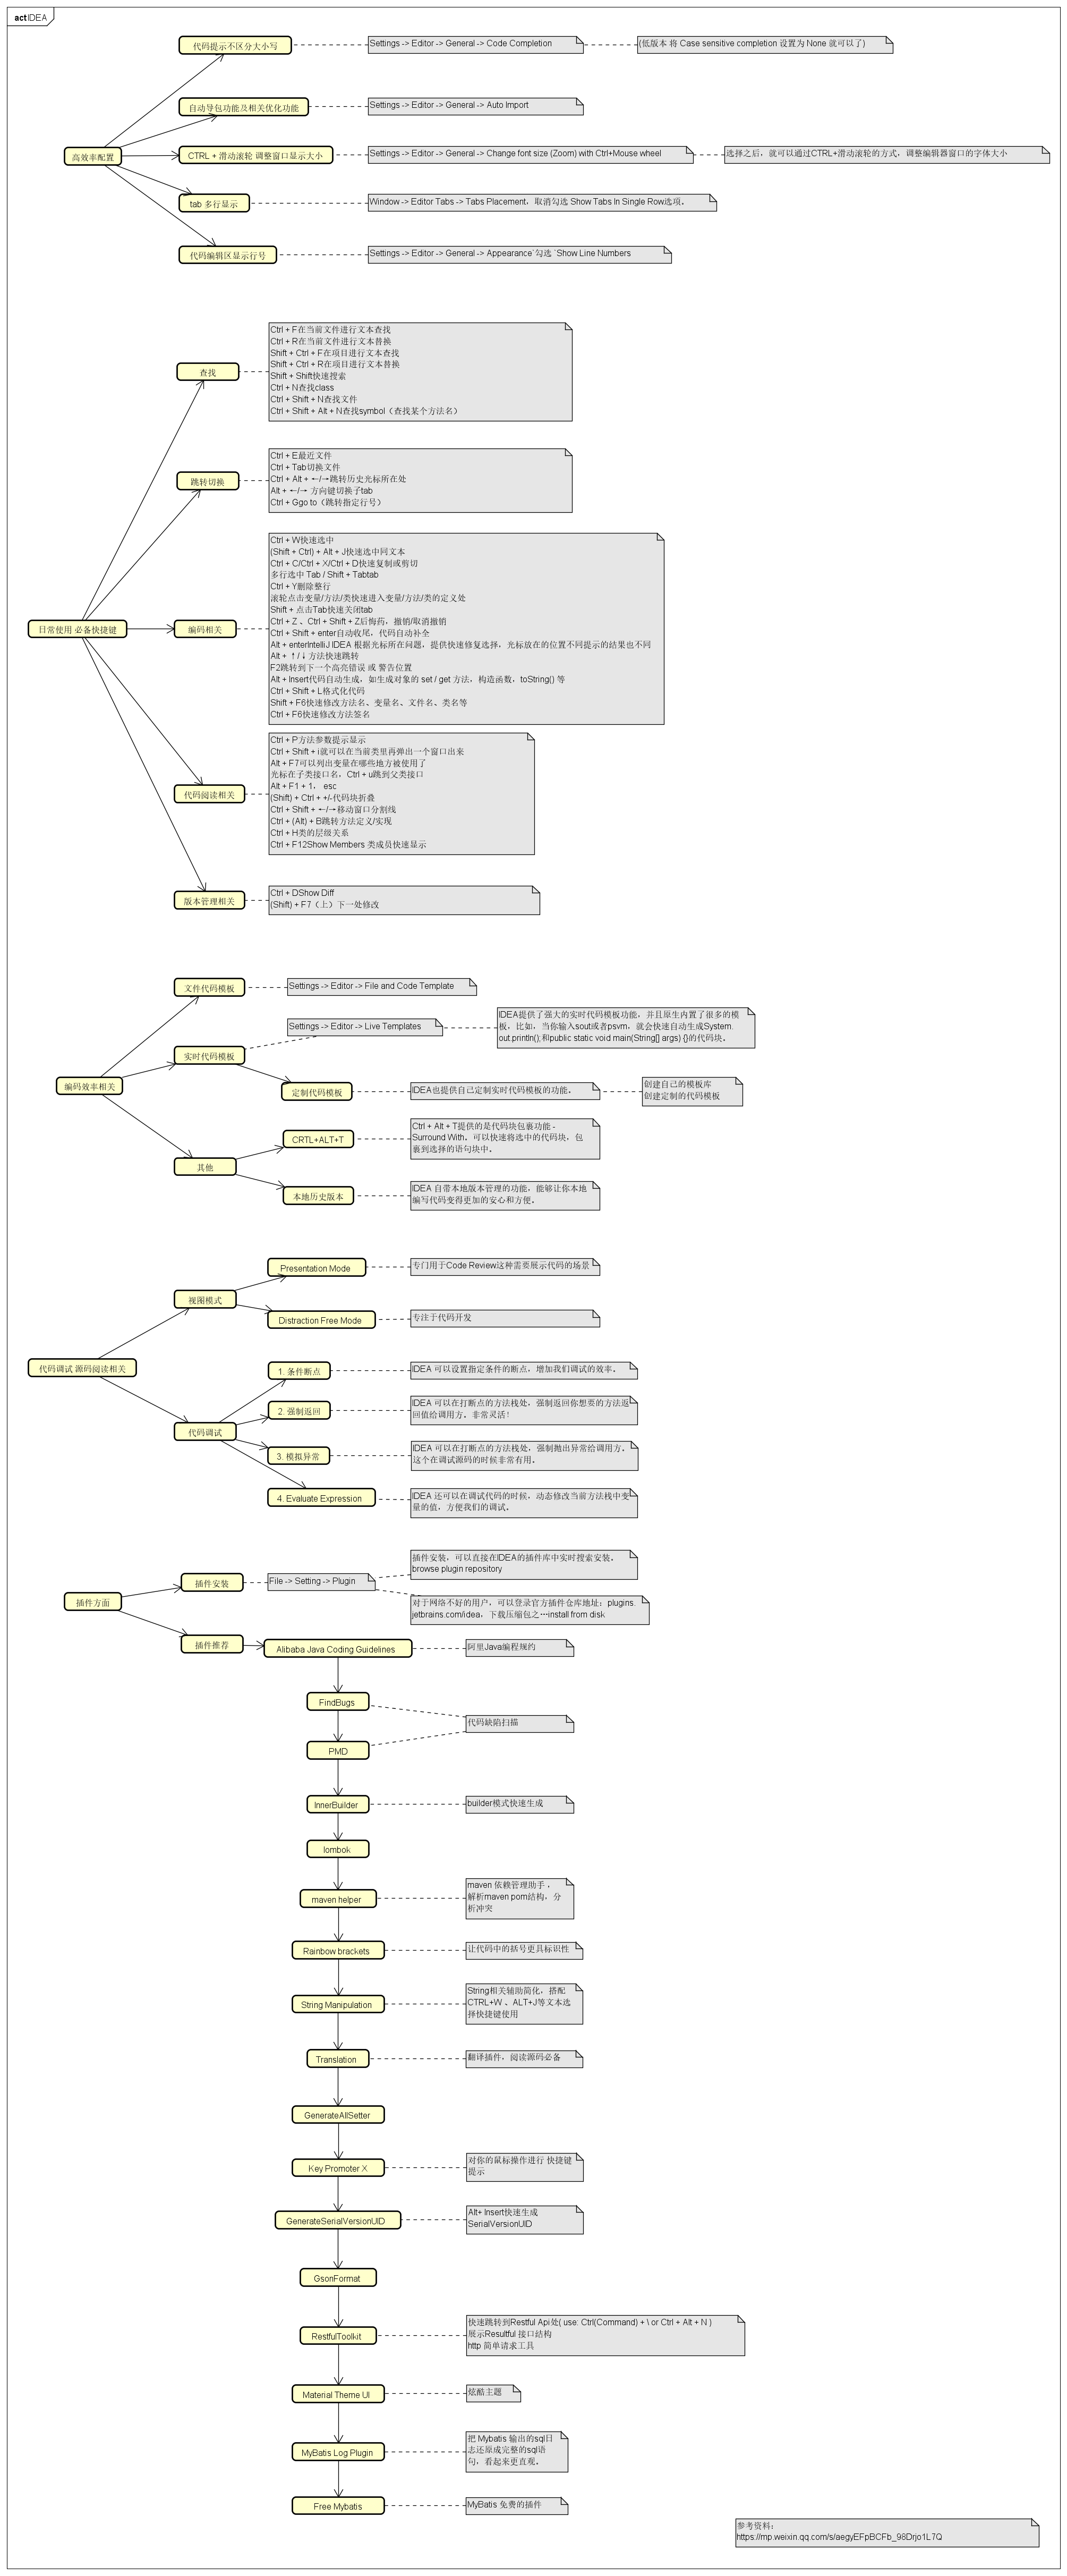 act IDEA
代码提示不区分大小写
Settings -> Editor -> General -> Code Completion
(低版本 将 Case sensitive completion 设置为 None 就可以了)
自动导包功能及相关优化功能
Settings -> Editor -> General -> Auto Import
高效率配置
CTRL + 滑动滚轮 调整窗口显示大小
Settings -> Editor -> General -> Change font size (Zoom) with Ctrl+Mouse wheel
选择之后，就可以通过CTRL+滑动滚轮的方式，调整编辑器窗口的字体大小
tab 多行显示
Window -> Editor Tabs -> Tabs Placement，取消勾选 Show Tabs In Single Row选项。
代码编辑区显示行号
Settings -> Editor -> General -> Appearance`勾选 `Show Line Numbers
查找
Ctrl + F在当前文件进行文本查找
Ctrl + R在当前文件进行文本替换
Shift + Ctrl + F在项目进行文本查找
Shift + Ctrl + R在项目进行文本替换
Shift + Shift快速搜索
Ctrl + N查找class
Ctrl + Shift + N查找文件
Ctrl + Shift + Alt + N查找symbol（查找某个方法名）
跳转切换
Ctrl + E最近文件
Ctrl + Tab切换文件
Ctrl + Alt + ←/→跳转历史光标所在处
Alt + ←/→ 方向键切换子tab
Ctrl + Ggo to（跳转指定行号）
日常使用 必备快捷键
编码相关
Ctrl + W快速选中
(Shift + Ctrl) + Alt + J快速选中同文本
Ctrl + C/Ctrl + X/Ctrl + D快速复制或剪切
多行选中 Tab / Shift + Tabtab
Ctrl + Y删除整行
滚轮点击变量/方法/类快速进入变量/方法/类的定义处
Shift + 点击Tab快速关闭tab
Ctrl + Z 、Ctrl + Shift + Z后悔药，撤销/取消撤销
Ctrl + Shift + enter自动收尾，代码自动补全
Alt + enterIntelliJ IDEA 根据光标所在问题，提供快速修复选择，光标放在的位置不同提示的结果也不同
Alt + ↑/↓方法快速跳转
F2跳转到下一个高亮错误 或 警告位置
Alt + Insert代码自动生成，如生成对象的 set / get 方法，构造函数，toString() 等
Ctrl + Shift + L格式化代码
Shift + F6快速修改方法名、变量名、文件名、类名等
Ctrl + F6快速修改方法签名
代码阅读相关
Ctrl + P方法参数提示显示
Ctrl + Shift + i就可以在当前类里再弹出一个窗口出来
Alt + F7可以列出变量在哪些地方被使用了
光标在子类接口名，Ctrl + u跳到父类接口
Alt + F1 + 1， esc
(Shift) + Ctrl + +/-代码块折叠
Ctrl + Shift + ←/→移动窗口分割线
Ctrl + (Alt) + B跳转方法定义/实现
Ctrl + H类的层级关系
Ctrl + F12Show Members 类成员快速显示
版本管理相关
Ctrl + DShow Diff
(Shift) + F7（上）下一处修改
文件代码模板
Settings -> Editor -> File and Code Template
Settings -> Editor -> Live Templates
IDEA提供了强大的实时代码模板功能，并且原生内置了很多的模
板，比如，当你输入sout或者psvm，就会快速自动生成System.
out.println();和public static void main(String[] args) {}的代码块。
实时代码模板
编码效率相关
定制代码模板
IDEA也提供自己定制实时代码模板的功能。
创建自己的模板库
创建定制的代码模板
CRTL+ALT+T
Ctrl + Alt + T提供的是代码块包裹功能 -
Surround With。可以快速将选中的代码块，包
裹到选择的语句块中。
其他
本地历史版本
IDEA 自带本地版本管理的功能，能够让你本地
编写代码变得更加的安心和方便。
Presentation Mode
专门用于Code Review这种需要展示代码的场景
视图模式
Distraction Free Mode
专注于代码开发
代码调试 源码阅读相关
1. 条件断点
IDEA 可以设置指定条件的断点，增加我们调试的效率。
2. 强制返回
IDEA 可以在打断点的方法栈处，强制返回你想要的方法返
回值给调用方。非常灵活！
代码调试
3. 模拟异常
IDEA 可以在打断点的方法栈处，强制抛出异常给调用方。
这个在调试源码的时候非常有用。
4. Evaluate Expression
IDEA 还可以在调试代码的时候，动态修改当前方法栈中变
量的值，方便我们的调试。
插件方面
插件安装
File -> Setting -> Plugin
插件安装，可以直接在IDEA的插件库中实时搜索安装。
browse plugin repository
对于网络不好的用户，可以登录官方插件仓库地址：plugins.
jetbrains.com/idea，下载压缩包之…install from disk
插件推荐
Alibaba Java Coding Guidelines
阿里Java编程规约
FindBugs
代码缺陷扫描
PMD
InnerBuilder
builder模式快速生成
lombok
maven helper
maven 依赖管理助手 ，
解析maven pom结构，分
析冲突
Rainbow brackets
让代码中的括号更具标识性
String Manipulation
String相关辅助简化，搭配
CTRL+W 、ALT+J等文本选
择快捷键使用
Translation
翻译插件，阅读源码必备
GenerateAllSetter
Key Promoter X
对你的鼠标操作进行 快捷键
提示
GenerateSerialVersionUID
Alt+ Insert快速生成
SerialVersionUID
GsonFormat
RestfulToolkit
快速跳转到Restful Api处( use: Ctrl(Command) + \ or Ctrl + Alt + N )
展示Resultful 接口结构
http 简单请求工具
Material Theme UI
炫酷主题
MyBatis Log Plugin
把 Mybatis 输出的sql日
志还原成完整的sql语
句，看起来更直观。
Free Mybatis
MyBatis 免费的插件
参考资料：
https://mp.weixin.qq.com/s/aegyEFpBCFb_98Drjo1L7Q